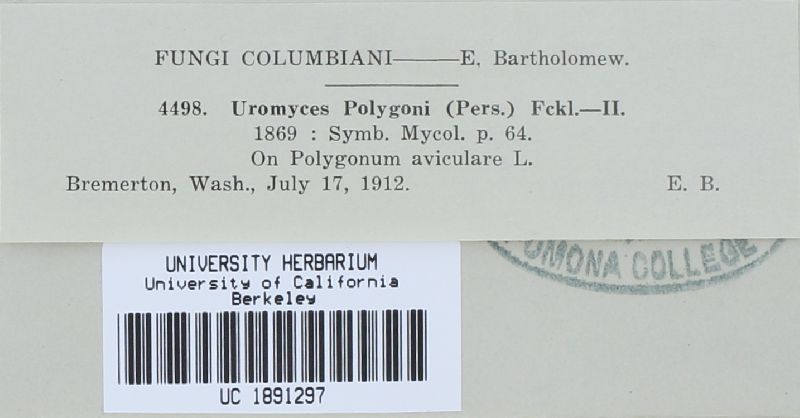 FUNGI COLUMBIANI——E. Bartholomew.
4498. Uromyces Polygoni (Pers.) Fckl.—II.
1869 : Symb. Mycol. p. 64.
On Polygonum aviculare L.
Bremerton, Wash., July 17, 1912. E. B.
POMONA COLLEGE
UNIVERSITY HERBARIUM
University of California
Berkeley
UC 1891297